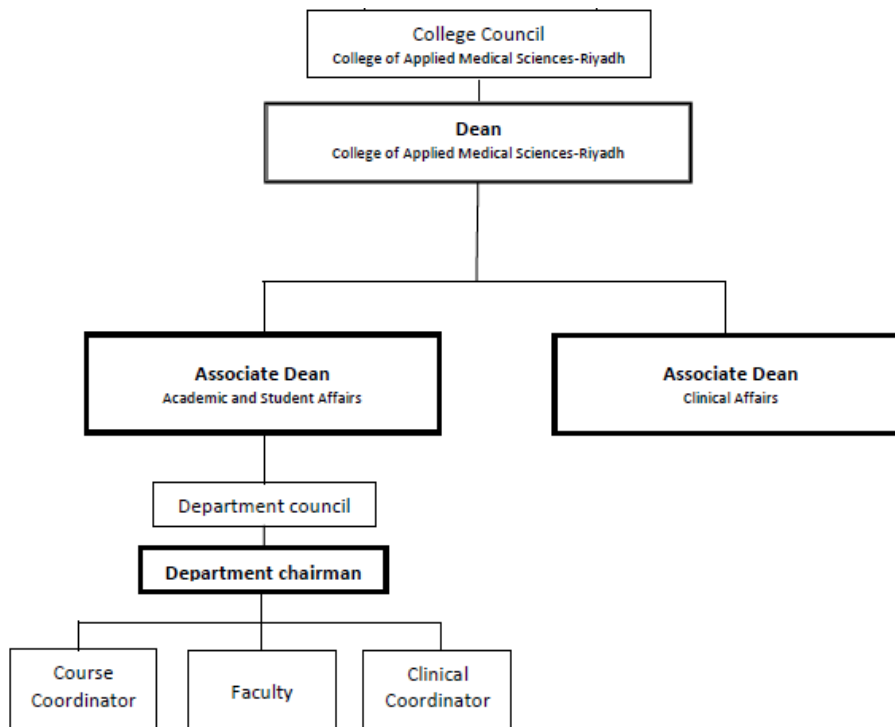 College Council
College of Applied Medical Sciences-Riyadh
Dean
College of Applied Medical Sciences-Riyadh
Associate Dean
Academic and Student Affairs
Associate Dean
Clinical Affairs
Department council
Department chairman
Course
Coordinator
Faculty
Clinical
Coordinator